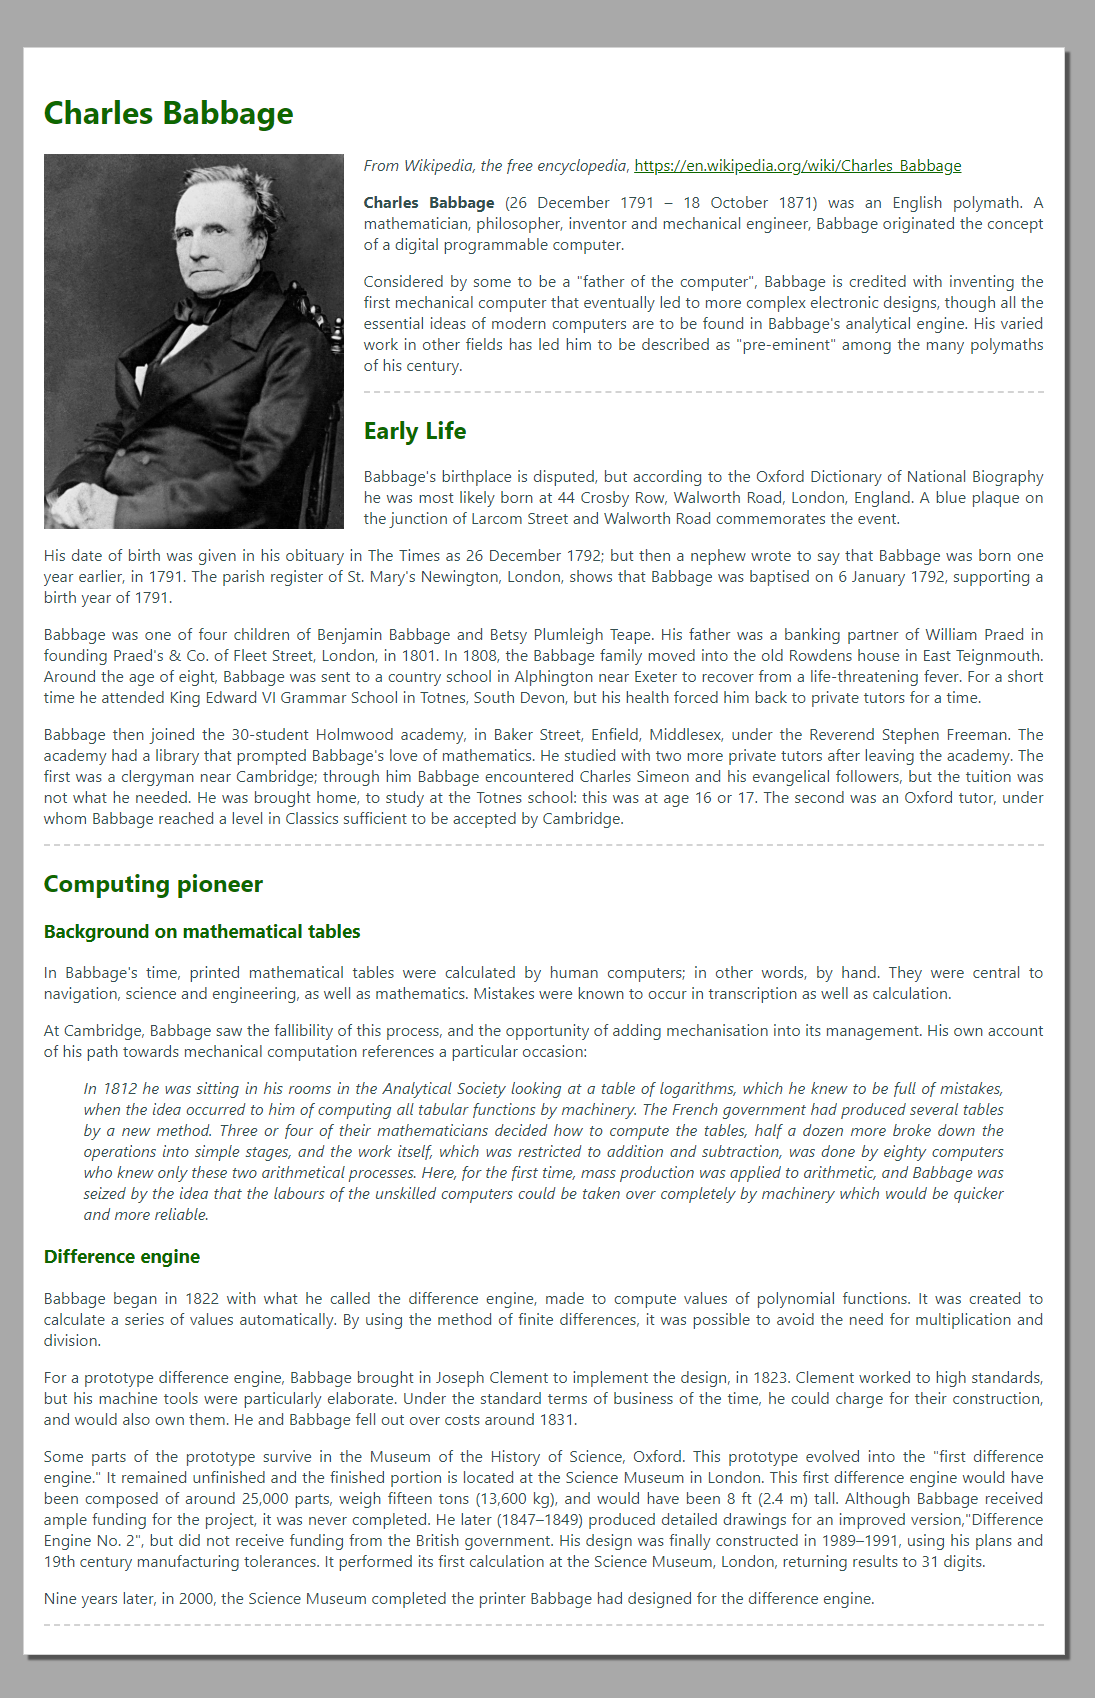 Charles Babbage
From Wikipedia, the free encyclopedia, https://en.wikipedia.org/wiki/Charles_Babbage
Charles Babbage (26 December 1791 – 18 October 1871) was an English polymath. A
mathematician, philosopher, inventor and mechanical engineer, Babbage originated the concept
of a digital programmable computer.
Considered by some to be a "father of the computer", Babbage is credited with inventing the
first mechanical computer that eventually led to more complex electronic designs, though all the
essential ideas of modern computers are to be found in Babbage's analytical engine. His varied
work in other fields has led him to be described as "pre-eminent" among the many polymaths
of his century.
Early Life
Babbage's birthplace is disputed, but according to the Oxford Dictionary of National Biography
he was most likely born at 44 Crosby Row, Walworth Road, London, England. A blue plaque on
the junction of Larcom Street and Walworth Road commemorates the event.
His date of birth was given in his obituary in The Times as 26 December 1792; but then a nephew wrote to say that Babbage was born one
year earlier, in 1791. The parish register of St. Mary's Newington, London, shows that Babbage was baptised on 6 January 1792, supporting a
birth year of 1791.
Babbage was one of four children of Benjamin Babbage and Betsy Plumleigh Teape. His father was a banking partner of William Praed in
founding Praed's & Co. of Fleet Street, London, in 1801. In 1808, the Babbage family moved into the old Rowdens house in East Teignmouth.
Around the age of eight, Babbage was sent to a country school in Alphington near Exeter to recover from a life-threatening fever. For a short
time he attended King Edward VI Grammar School in Totnes, South Devon, but his health forced him back to private tutors for a time.
Babbage then joined the 30-student Holmwood academy, in Baker Street, Enfield, Middlesex, under the Reverend Stephen Freeman. The
academy had a library that prompted Babbage's love of mathematics. He studied with two more private tutors after leaving the academy. The
first was a clergyman near Cambridge; through him Babbage encountered Charles Simeon and his evangelical followers, but the tuition was
not what he needed. He was brought home, to study at the Totnes school: this was at age 16 or 17. The second was an Oxford tutor, under
whom Babbage reached a level in Classics sufficient to be accepted by Cambridge.
Computing pioneer
Background on mathematical tables
In Babbage's time, printed mathematical tables were calculated by human computers; in other words, by hand. They were central to
navigation, science and engineering, as well as mathematics. Mistakes were known to occur in transcription as well as calculation.
At Cambridge, Babbage saw the fallibility of this process, and the opportunity of adding mechanisation into its management. His own account
of his path towards mechanical computation references a particular occasion:
In 1812 he was sitting in his rooms in the Analytical Society looking at a table of logarithms, which he knew to be full of mistakes,
when the idea occurred to him of computing all tabular functions by machinery. The French government had produced several tables
by a new method. Three or four of their mathematicians decided how to compute the tables, half a dozen more broke down the
operations into simple stages, and the work itself, which was restricted to addition and subtraction, was done by eighty computers
who knew only these two arithmetical processes. Here, for the first time, mass production was applied to arithmetic, and Babbage was
seized by the idea that the labours of the unskilled computers could be taken over completely by machinery which would be quicker
and more reliable.
Difference engine
Babbage began in 1822 with what he called the difference engine, made to compute values of polynomial functions. It was created to
calculate a series of values automatically. By using the method of finite differences, it was possible to avoid the need for multiplication and
division.
For a prototype difference engine, Babbage brought in Joseph Clement to implement the design, in 1823. Clement worked to high standards,
but his machine tools were particularly elaborate. Under the standard terms of business of the time, he could charge for their construction,
and would also own them. He and Babbage fell out over costs around 1831.
Some parts of the prototype survive in the Museum of the History of Science, Oxford. This prototype evolved into the "first difference
engine." It remained unfinished and the finished portion is located at the Science Museum in London. This first difference engine would have
been composed of around 25,000 parts, weigh fifteen tons (13,600 kg), and would have been 8 ft (2.4 m) tall. Although Babbage received
ample funding for the project, it was never completed. He later (1847–1849) produced detailed drawings for an improved version,"Difference
Engine No. 2", but did not receive funding from the British government. His design was finally constructed in 1989–1991, using his plans and
19th century manufacturing tolerances. It performed its first calculation at the Science Museum, London, returning results to 31 digits.
Nine years later, in 2000, the Science Museum completed the printer Babbage had designed for the difference engine.